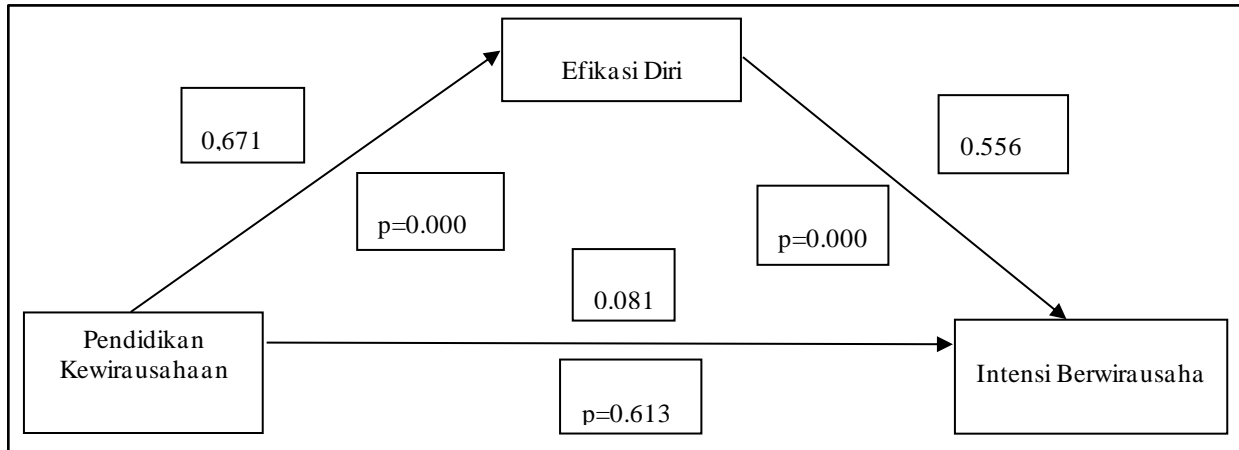 Efikasi Diri
0,671
0.556
p=0.000
p=0.000
0.081
Pendidikan
Kewirausahaan
Intensi Berwirausaha
p=0.613